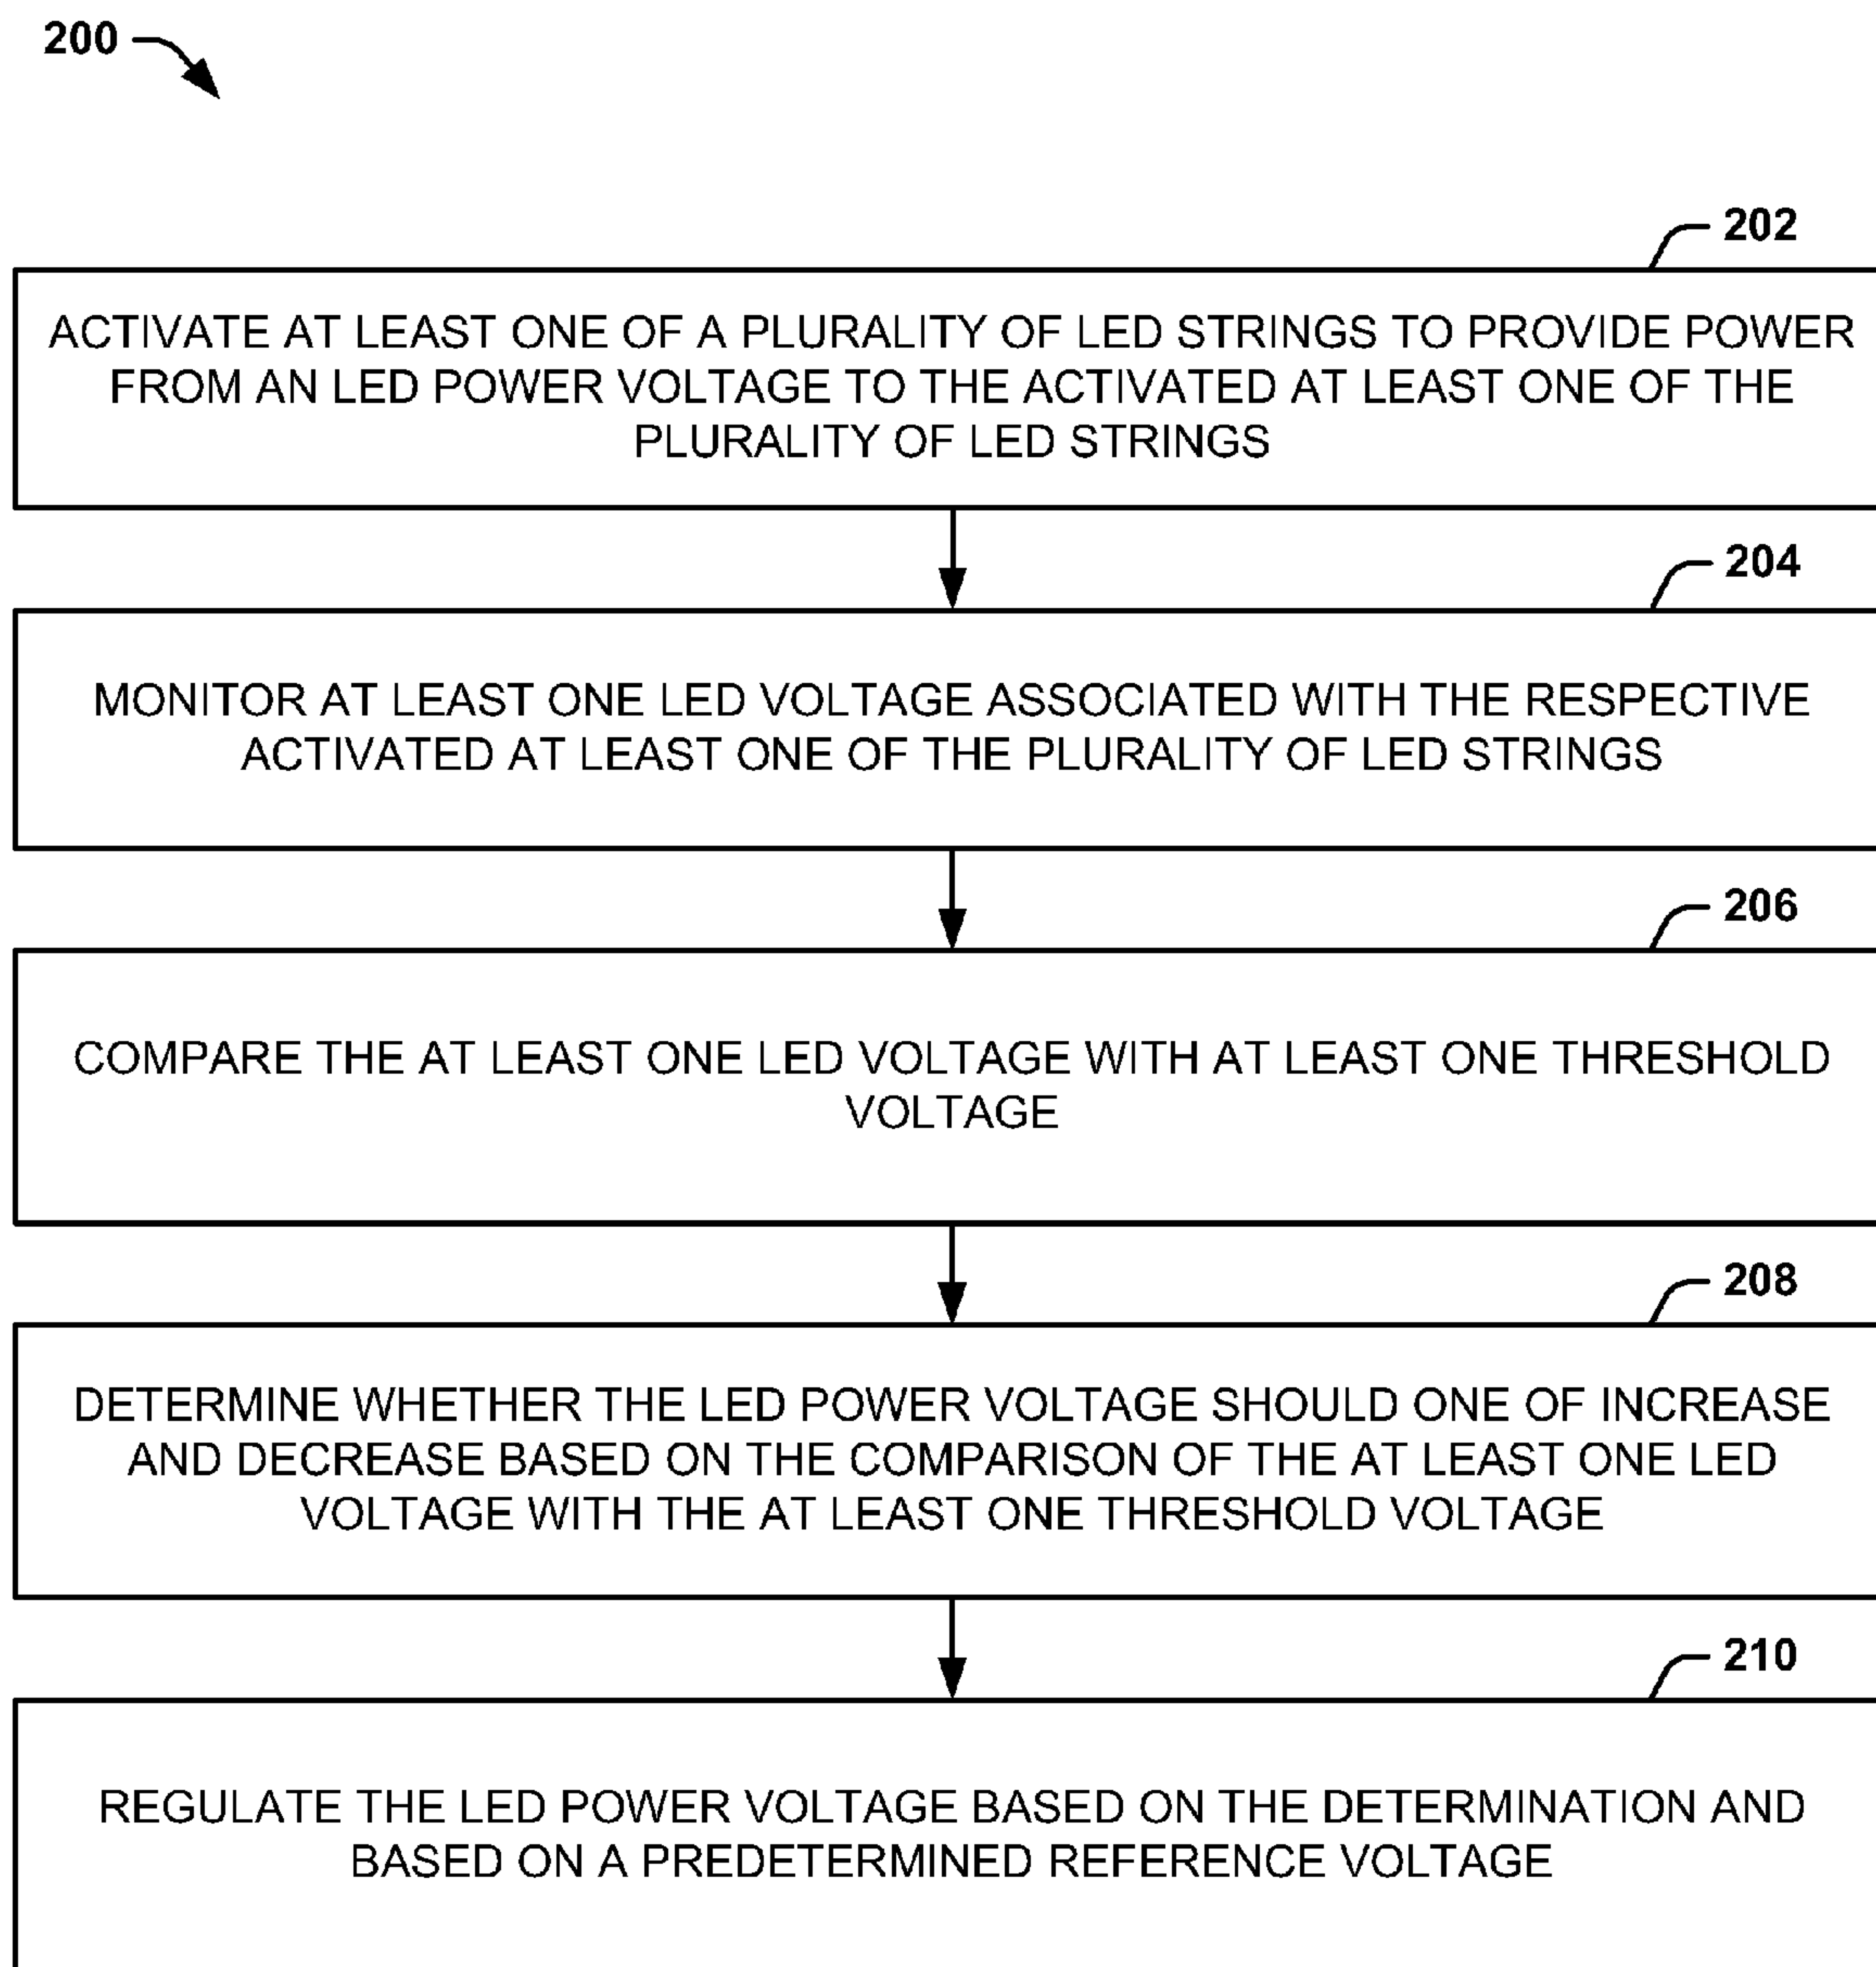 200
202
ACTIVATE AT LEAST ONE OF A PLURALITY OF LED STRINGS TO PROVIDE POWER
FROM AN LED POWER VOLTAGE TO THE ACTIVATED AT LEAST ONE OF THE
PLURALITY OF LED STRINGS
204
MONITOR AT LEAST ONE LED VOLTAGE ASSOCIATED WITH THE RESPECTIVE
ACTIVATED AT LEAST ONE OF THE PLURALITY OF LED STRINGS
206
COMPARE THE AT LEAST ONE LED VOLTAGE WITH AT LEAST ONE THRESHOLD
VOLTAGE
208
DETERMINE WHETHER THE LED POWER VOLTAGE SHOULD ONE OF INCREASE
AND DECREASE BASED ON THE COMPARISON OF THE AT LEAST ONE LED
VOLTAGE WITH THE AT LEAST ONE THRESHOLD VOLTAGE
210
REGULATE THE LED POWER VOLTAGE BASED ON THE DETERMINATION AND
BASED ON A PREDETERMINED REFERENCE VOLTAGE